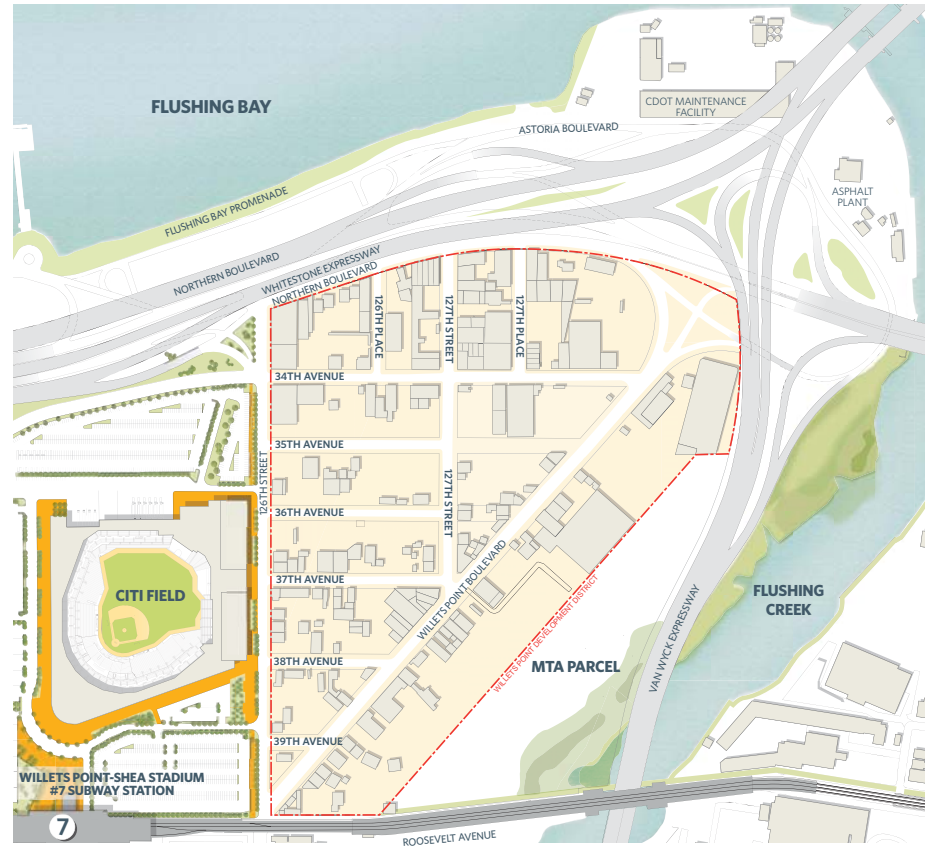 FLUSHING BAY
CDOT MAINTENANCE
FACILITY
ASTORIA BOULEVARD
ASPHALT
PLANT
FLUSHING BAY PROMENADE
NORTHERN BOULEVARD
WHITESTONE EXPRESSWAY
NORTHERN BOULEVARD
126TH PLACE
127TH STREET
127TH PLACE
34TH AVENUE
35TH AVENUE
126TH STREET
127TH STREET
36TH AVENUE
37TH AVENUE
WILLETS POINT BOULEVARD
CITI FIELD
FLUSHING
CREEK
WILLETS POINT DEVELOPMENT DISTRICT
VAN WYCK EXPRESSWAY
38TH AVENUE
MTA PARCEL
39TH AVENUE
WILLETS POINT-SHEA STADIUM
#7 SUBWAY STATION
7
ROOSEVELT AVENUE